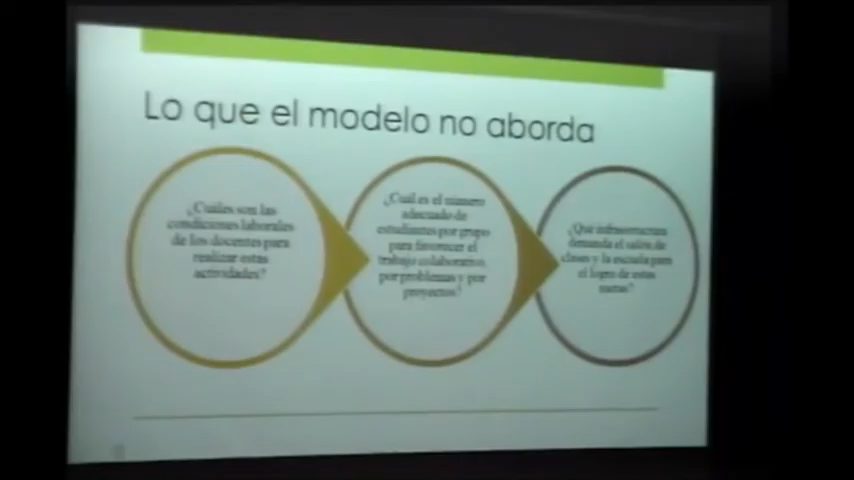 Lo que el modelo no aborda
¿Cuáles son las
condiciones laborales
de los docentes para
realizar estas
actividades?
¿Cuál es el número
adecuado de
estudiantes por grupo
para favorecer el
trabajo colaborativo,
por problemas y por
proyectos?
¿Qué infraestructura
demanda el salón de
clases y la escuela para
el logro de estas
metas?